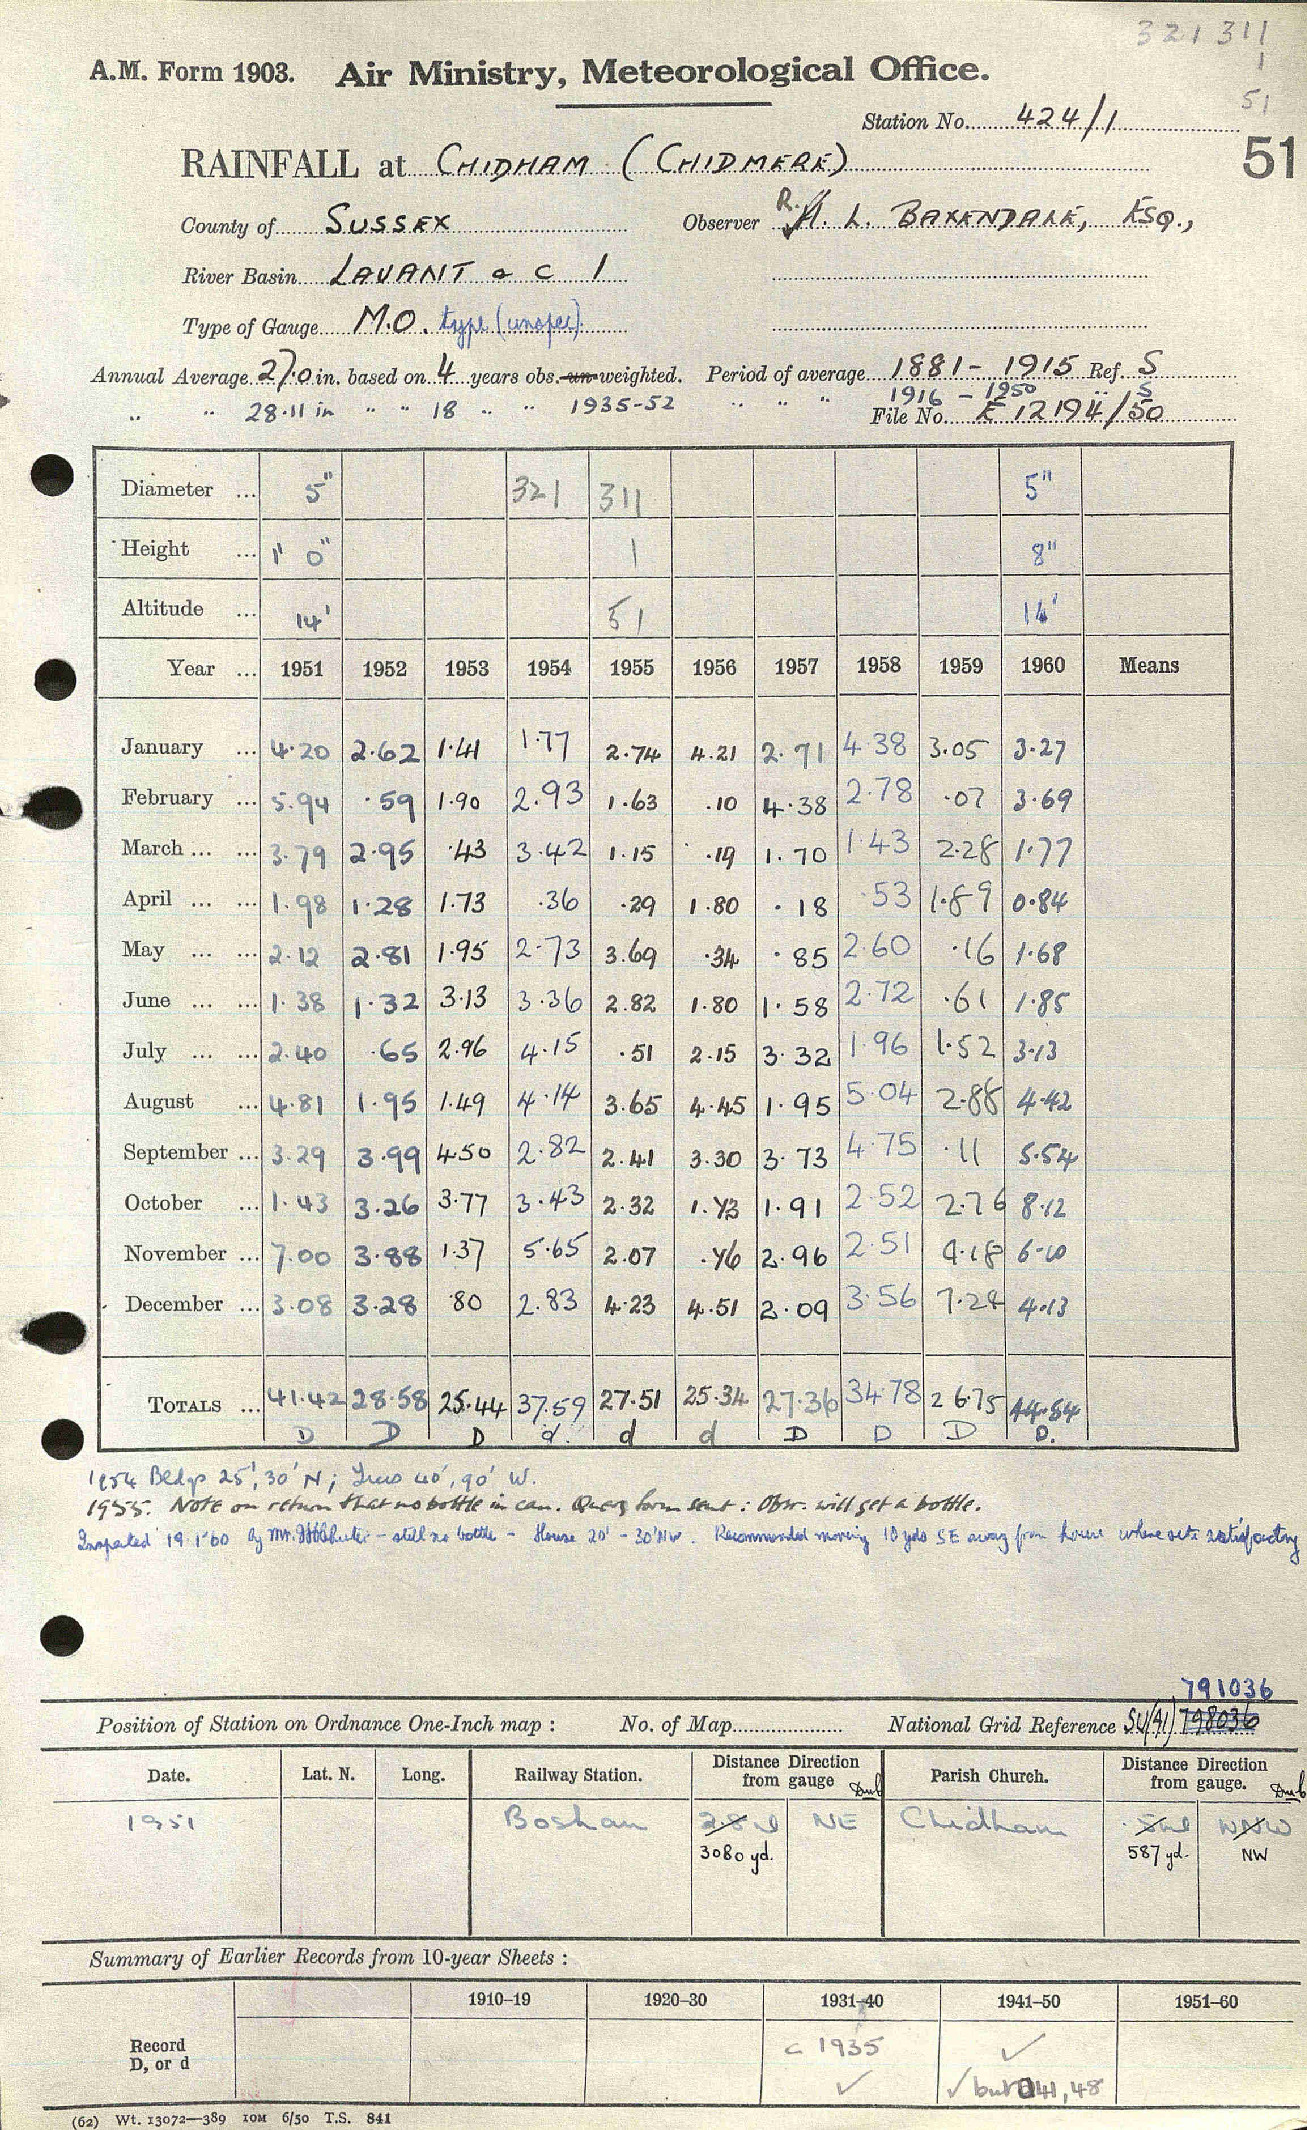 321 311
1
51
A.M. Form 1903. Air Ministry, Meteorological Office.
Station No. 424/1
51
RAINFALL at CHIDHAM (CHIDMERE)
County of SUSSEX Observer R. H. L. BAXENDALE, ESQ.,
River Basin LAVANT & C 1
Type of Gauge M.O. type (unspec).
Annual Average 27.0 in. based on 4 years obs. un-weighted. Period of average 1881-1915 Ref. S
" " 28.11 in " " 18 " " 1935-52 " " " 1916-1950 " S
File No. E 12194/50
Diameter ... 5" 321 311 5"
Height ... 1' 0" 1 8"
Altitude ... 14' 51 14'
Year ... 1951 1952 1953 1954 1955 1956 1957 1958 1959 1960 Means
January ... 4.20 2.62 1.41 1.77 2.74 4.21 2.71 4.38 3.05 3.27
February ... 5.94 .59 1.90 2.93 1.63 .10 4.38 2.78 .07 3.69
March ... ... 3.79 2.95 .43 3.42 1.15 .19 1.70 1.43 2.28 1.77
April ... ... 1.98 1.28 1.73 .36 .29 1.80 .18 .53 1.89 0.84
May ... ... 2.12 2.81 1.95 2.73 3.69 .34 .85 2.60 .16 1.68
June ... ... 1.38 1.32 3.13 3.36 2.82 1.80 1.58 2.72 .61 1.85
July ... ... 2.40 .65 2.96 4.15 .51 2.15 3.32 1.96 1.52 3.13
August ... 4.81 1.95 1.49 4.14 3.65 4.45 1.95 5.04 2.88 4.42
September ... 3.29 3.99 4.50 2.82 2.41 3.30 3.73 4.75 .11 5.54
October ... 1.43 3.26 3.77 3.43 2.32 1.73 1.91 2.52 2.76 8.12
November ... 7.00 3.88 1.37 5.65 2.07 .76 2.96 2.51 4.18 6.10
December ... 3.08 3.28 .80 2.83 4.23 4.51 2.09 3.56 7.24 4.13
TOTALS ... 41.42 28.58 25.44 37.59 27.51 25.34 27.36 34.78 26.75 44.54
D D D d. d d D D D D.
1954 Bldgs 25', 30' N; Trees 40', 90' W.
1955. Note on return that no bottle in can. Query form sent: Obsr. will get a bottle.
Inspected 19.1.60 by Mr. - still no bottle - House 20' - 30' NW. Recommended moving 10 yds SE away from house where site satisfactory
791036
Position of Station on Ordnance One-Inch map : No. of Map National Grid Reference SU(41) 798036
Date. Lat. N. Long. Railway Station. Distance Direction from gauge Dmb Parish Church. Distance Direction from gauge. Dmb
1951 Bosham 2.8 ml NE Chidham .5 ml WNW
3080 yd. 587 yd. NW
Summary of Earlier Records from 10-year Sheets :
1910-19 1920-30 1931-40 1941-50 1951-60
Record c 1935 ✓
D, or d ✓ ✓ but 41, 48
(62) Wt. 13072—389 10M 6/50 T.S. 841